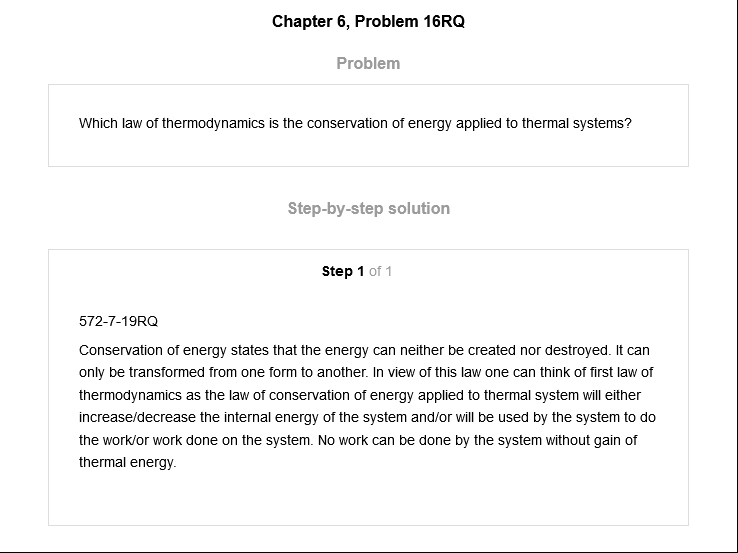 Chapter 6, Problem 16RQ
Problem
Which law of thermodynamics is the conservation of energy applied to thermal systems?
Step-by-step solution
Step 1 of 1
572-7-19RQ
Conservation of energy states that the energy can neither be created nor destroyed. It can
only be transformed from one form to another. In view of this law one can think of first law of
thermodynamics as the law of conservation of energy applied to thermal system will either
increase/decrease the internal energy of the system and/or will be used by the system to do
the work/or work done on the system. No work can be done by the system without gain of
thermal energy.